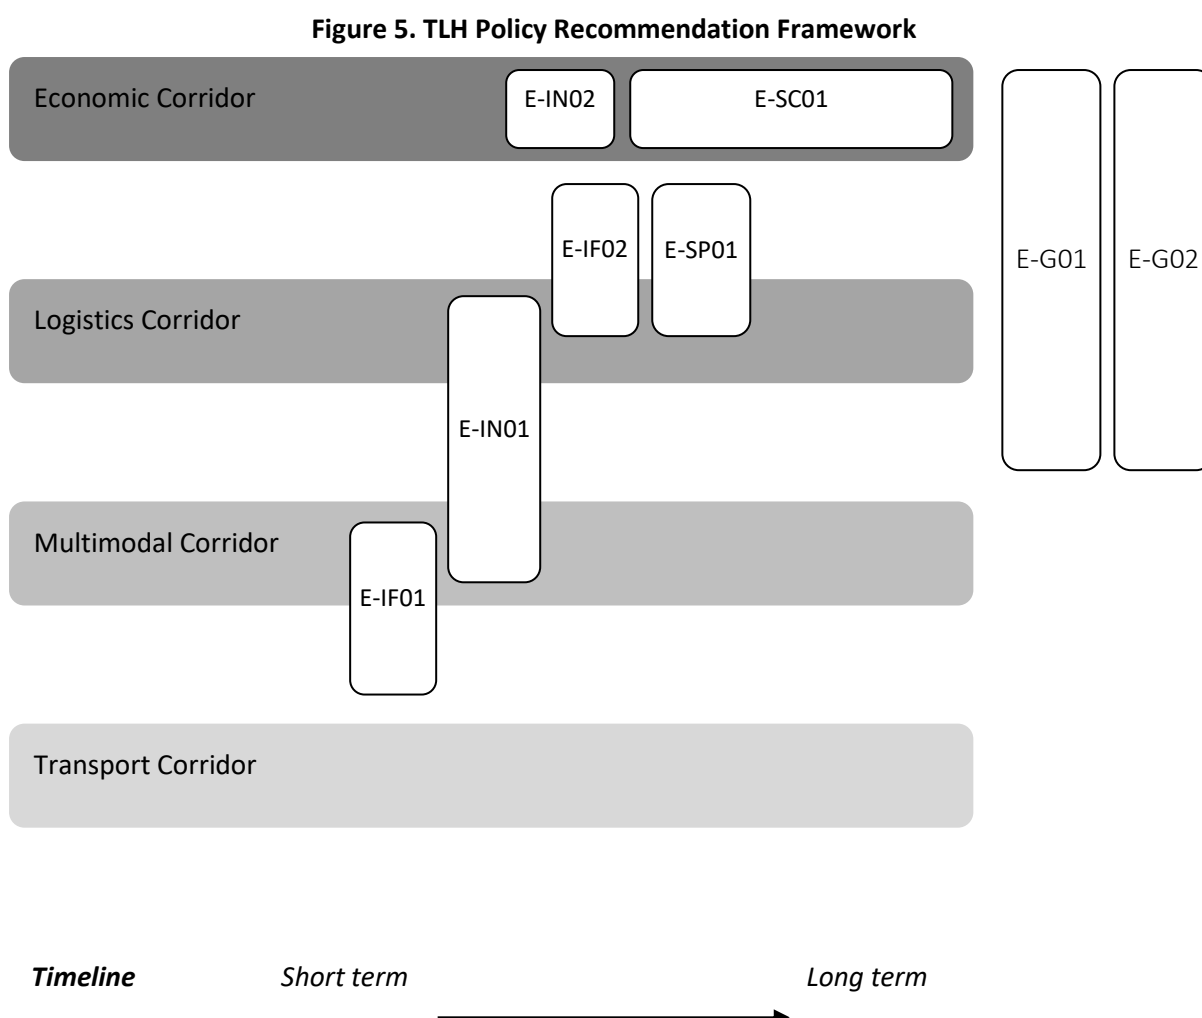 Figure 5. TLH Policy Recommendation Framework
Economic Corridor
E-IN02
E-SC01
E-IF02
E-SP01
E-G01
E-G02
Logistics Corridor
E-IN01
Multimodal Corridor
E-IF01
Transport Corridor
Timeline Short term Long term